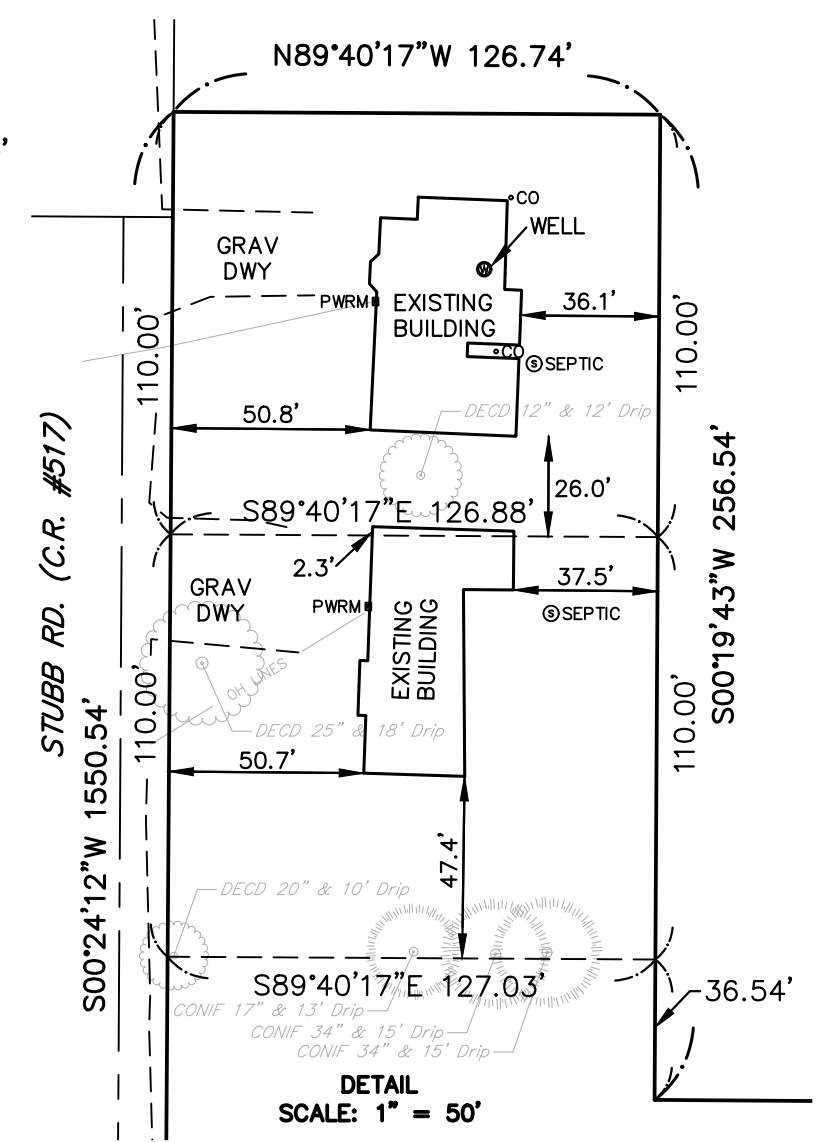 N89°40'17"W 126.74'
'
CO
WELL
GRAV
DWY
PWRM
EXISTING
BUILDING
36.1'
CO
SEPTIC
S
W
110.00'
110.00'
50.8'
DECD 12" & 12' Drip
26.0'
STUBB RD. (C.R. #517)
S89°40'17"E 126.88'
S00°19'43"W 256.54'
2.3'
GRAV
DWY
PWRM
EXISTING
BUILDING
37.5'
S
SEPTIC
OH LINES
110.00'
110.00'
DECD 25" & 18' Drip
50.7'
S00°24'12"W 1550.54'
47.4'
DECD 20" & 10' Drip
S89°40'17"E 127.03'
36.54'
CONIF 17" & 13' Drip
CONIF 34" & 15' Drip
CONIF 34" & 15' Drip
DETAIL
SCALE: 1" = 50'